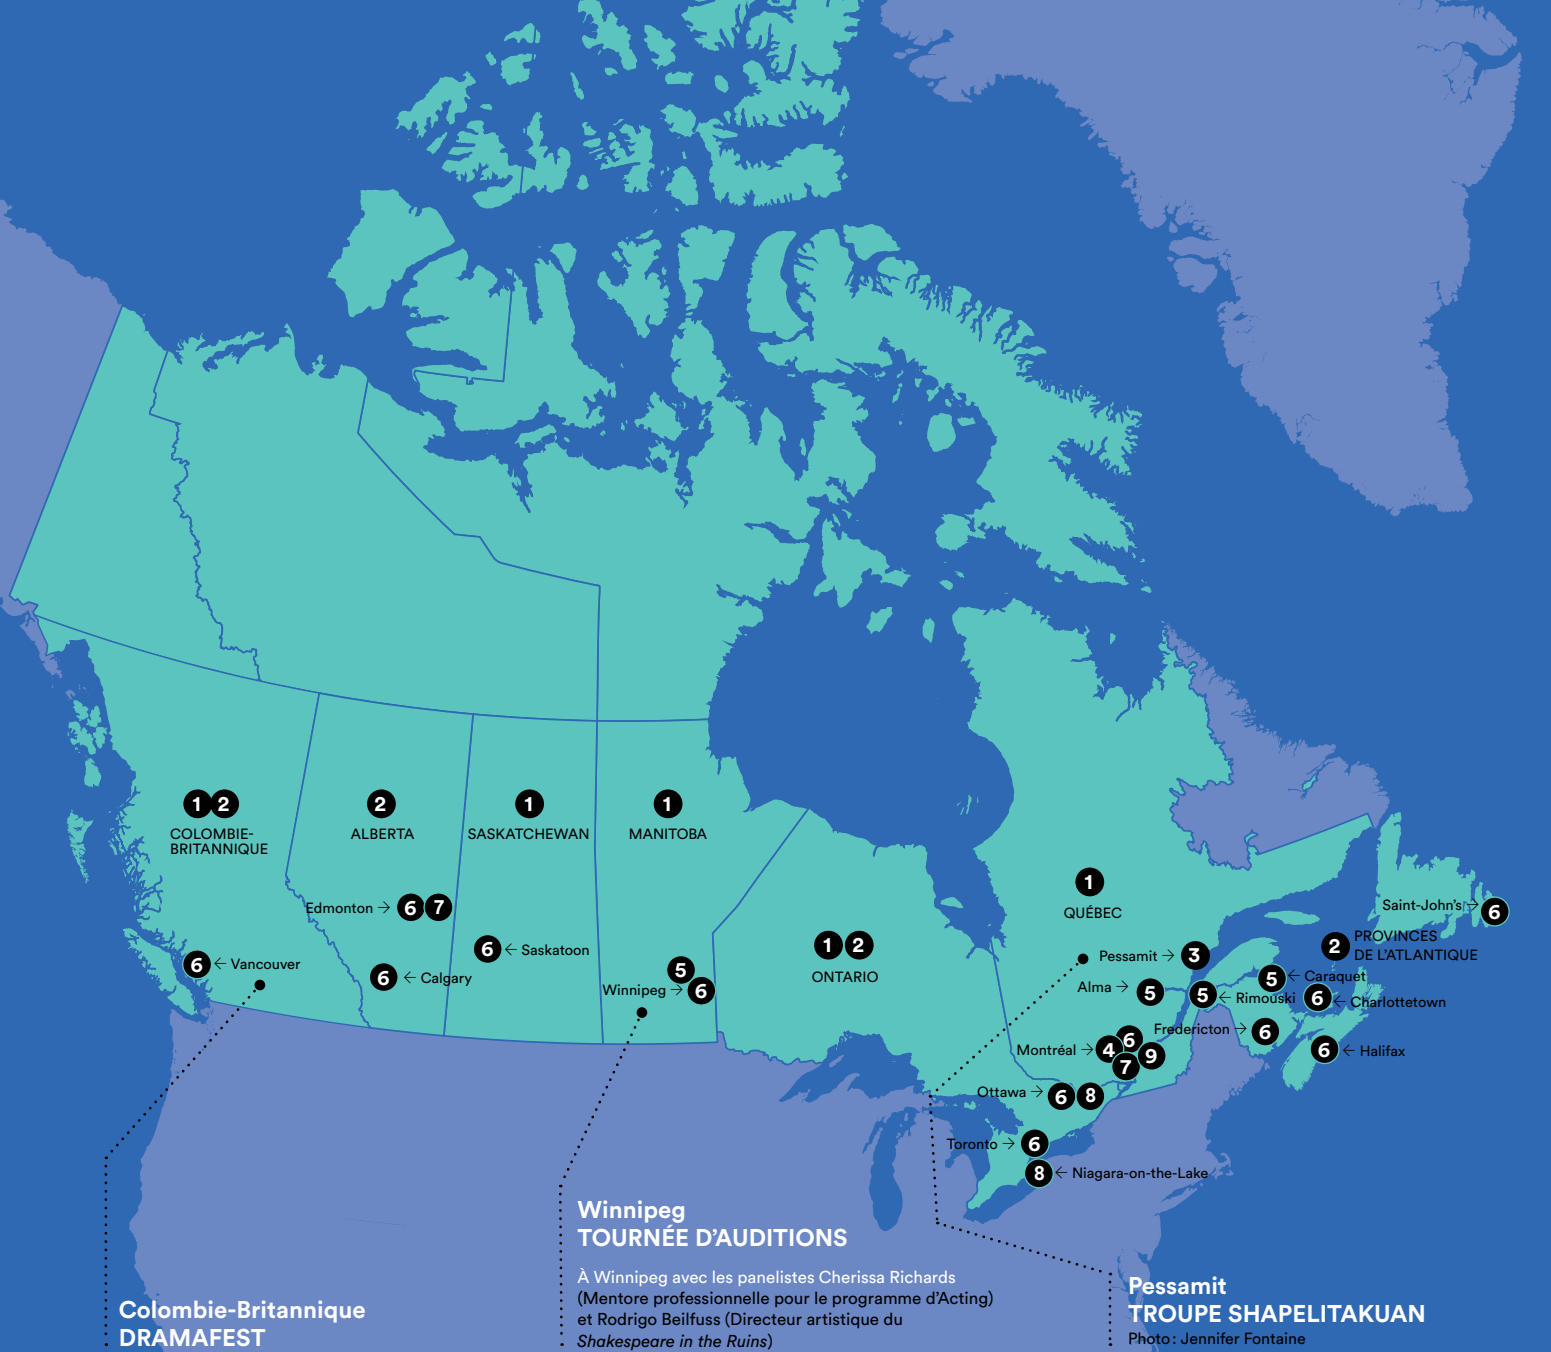 1 2
COLOMBIE-
BRITANNIQUE
2
ALBERTA
1
SASKATCHEWAN
1
MANITOBA
Edmonton → 6 7
6 ← Saskatoon
6 ← Vancouver
6 ← Calgary
5
Winnipeg → 6
1 2
ONTARIO
1
QUÉBEC
Saint-John’s → 6
2 PROVINCES
DE L’ATLANTIQUE
Pessamit → 3
5 ← Caraquet
Alma → 5
5 ← Rimouski
6 ← Charlottetown
Fredericton → 6
Montréal → 4 6 7 9
6 ← Halifax
Ottawa → 6 8
Toronto → 6
8 ← Niagara-on-the-Lake
Colombie-Britannique
DRAMAFEST
Winnipeg
TOURNÉE D’AUDITIONS
À Winnipeg avec les panelistes Cherissa Richards
(Mentore professionnelle pour le programme d’Acting)
et Rodrigo Beilfuss (Directeur artistique du
Shakespeare in the Ruins)
Pessamit
TROUPE SHAPELITAKUAN
Photo : Jennifer Fontaine